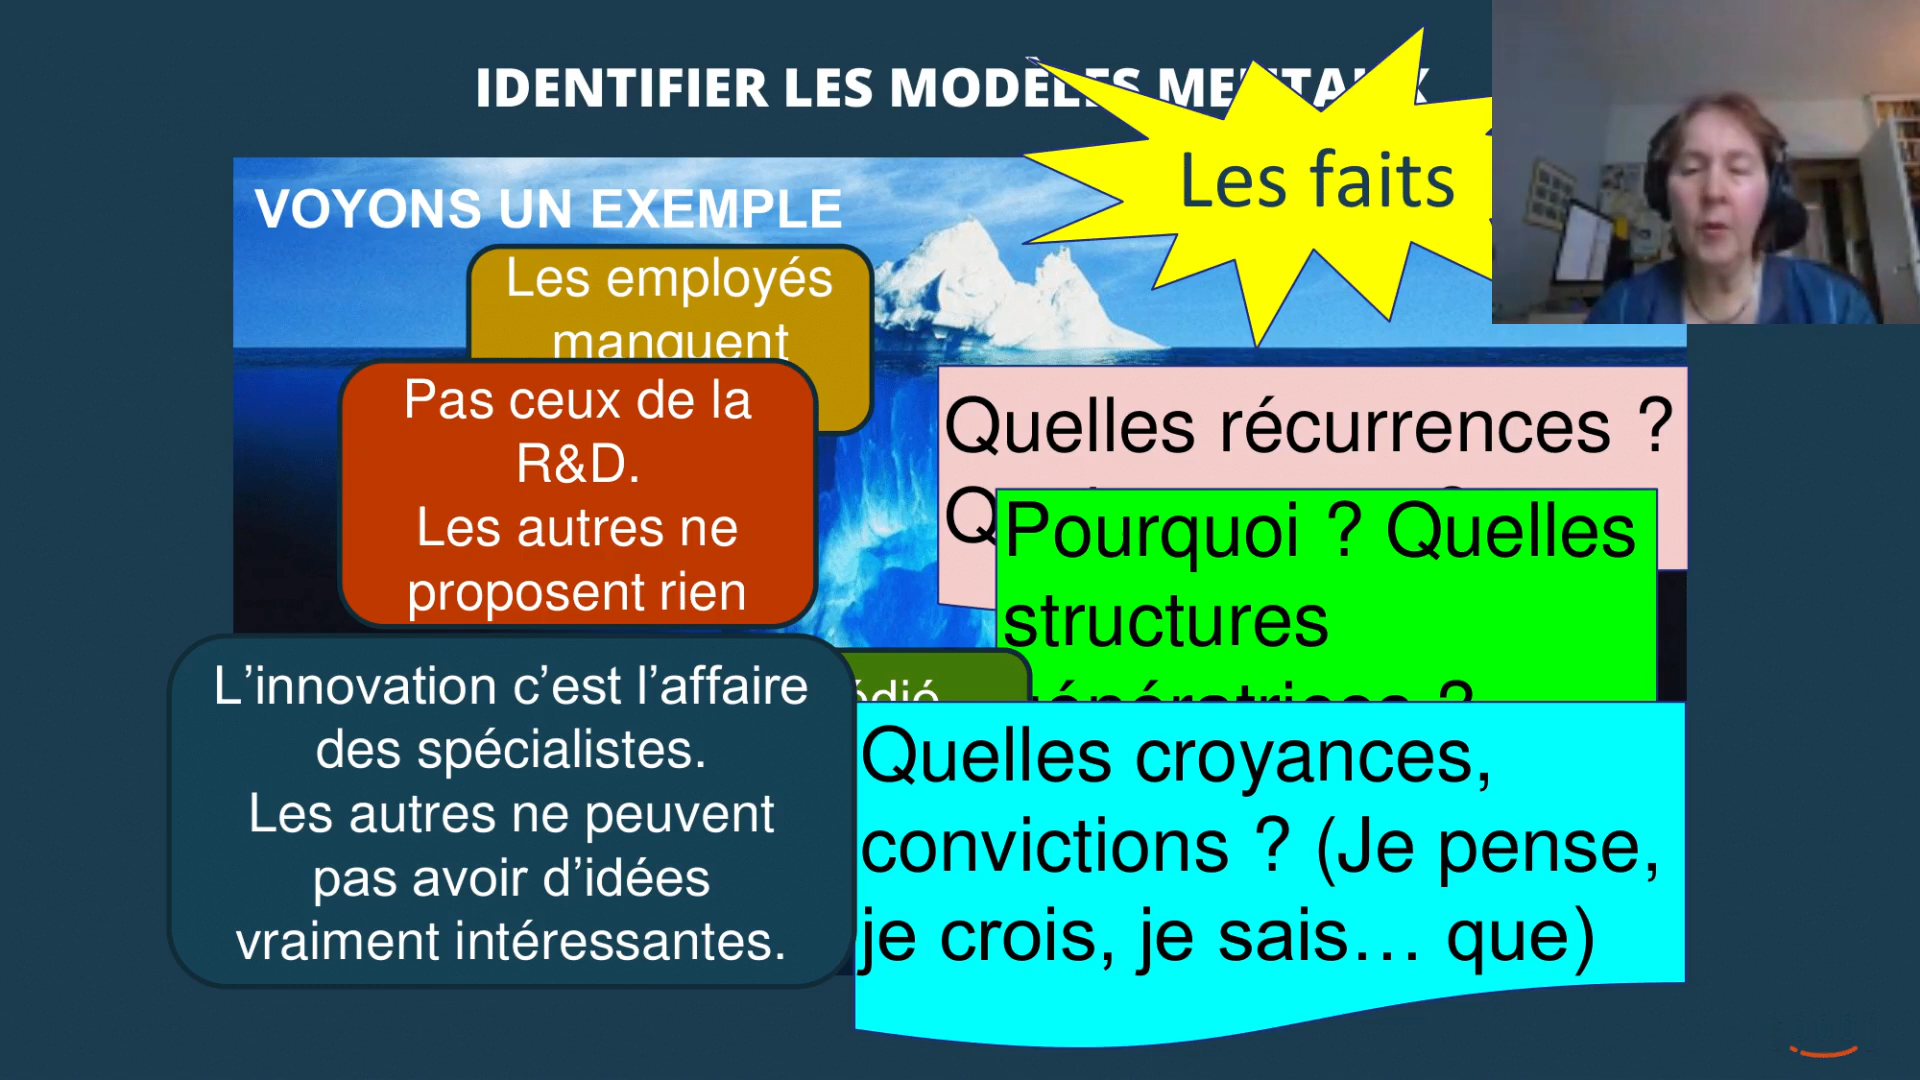 IDENTIFIER LES MODÈLES MENTAUX
Les faits
VOYONS UN EXEMPLE
Les employés
manquent
Pas ceux de la
R&D.
Les autres ne
proposent rien
Quelles récurrences ?
Pourquoi ? Quelles
structures
génératrices ?
L’innovation c’est l’affaire
des spécialistes.
Les autres ne peuvent
pas avoir d’idées
vraiment intéressantes.
Quelles croyances,
convictions ? (Je pense,
je crois, je sais… que)